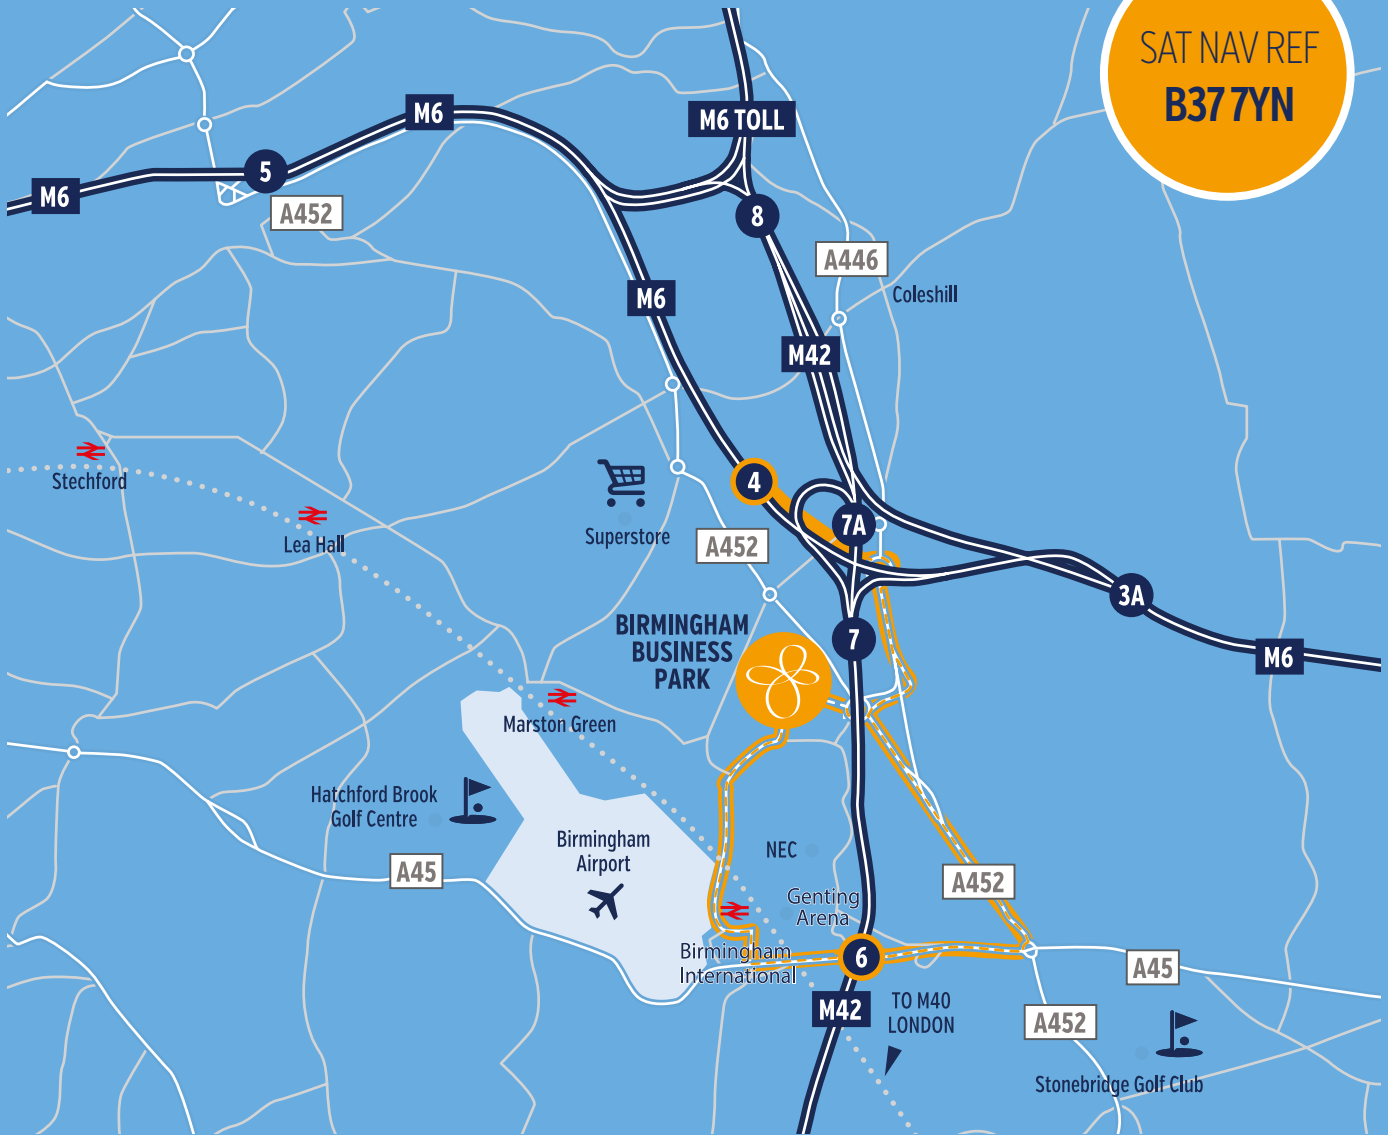 SAT NAV REF
B37 7YN
M6
M6 TOLL
5
M6
A452
8
A446
Coleshill
M6
M42
Stechford
4
Superstore
7A
Lea Hall
A452
3A
BIRMINGHAM
BUSINESS
PARK
7
M6
Marston Green
Hatchford Brook
Golf Centre
Birmingham
Airport
NEC
A45
A452
Genting
Arena
Birmingham
International
6
A45
M42
TO M40
LONDON
A452
Stonebridge Golf Club